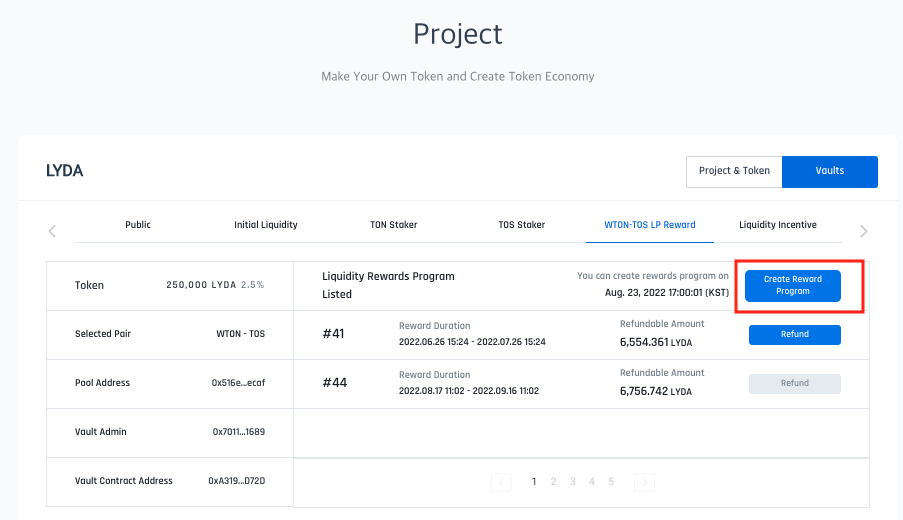 Project
Make Your Own Token and Create Token Economy
LYDA
Project & Token
Vaults
Public
Initial Liquidity
TON Staker
TOS Staker
WTON-TOS LP Reward
Liquidity Incentive
Token
250,000 LYDA 2.5%
Liquidity Rewards Program
Listed
You can create rewards program on
Aug. 23, 2022 17:00:01 (KST)
Create Reward
Program
Selected Pair
WTON - TOS
#41
Reward Duration
2022.06.26 15:24 - 2022.07.26 15:24
Refundable Amount
6,554.361 LYDA
Refund
Pool Address
0x516e...ecaf
#44
Reward Duration
2022.08.17 11:02 - 2022.09.16 11:02
Refundable Amount
6,756.742 LYDA
Refund
Vault Admin
0x7011...1689
Vault Contract Address
0xA319...D72D
1 2 3 4 5